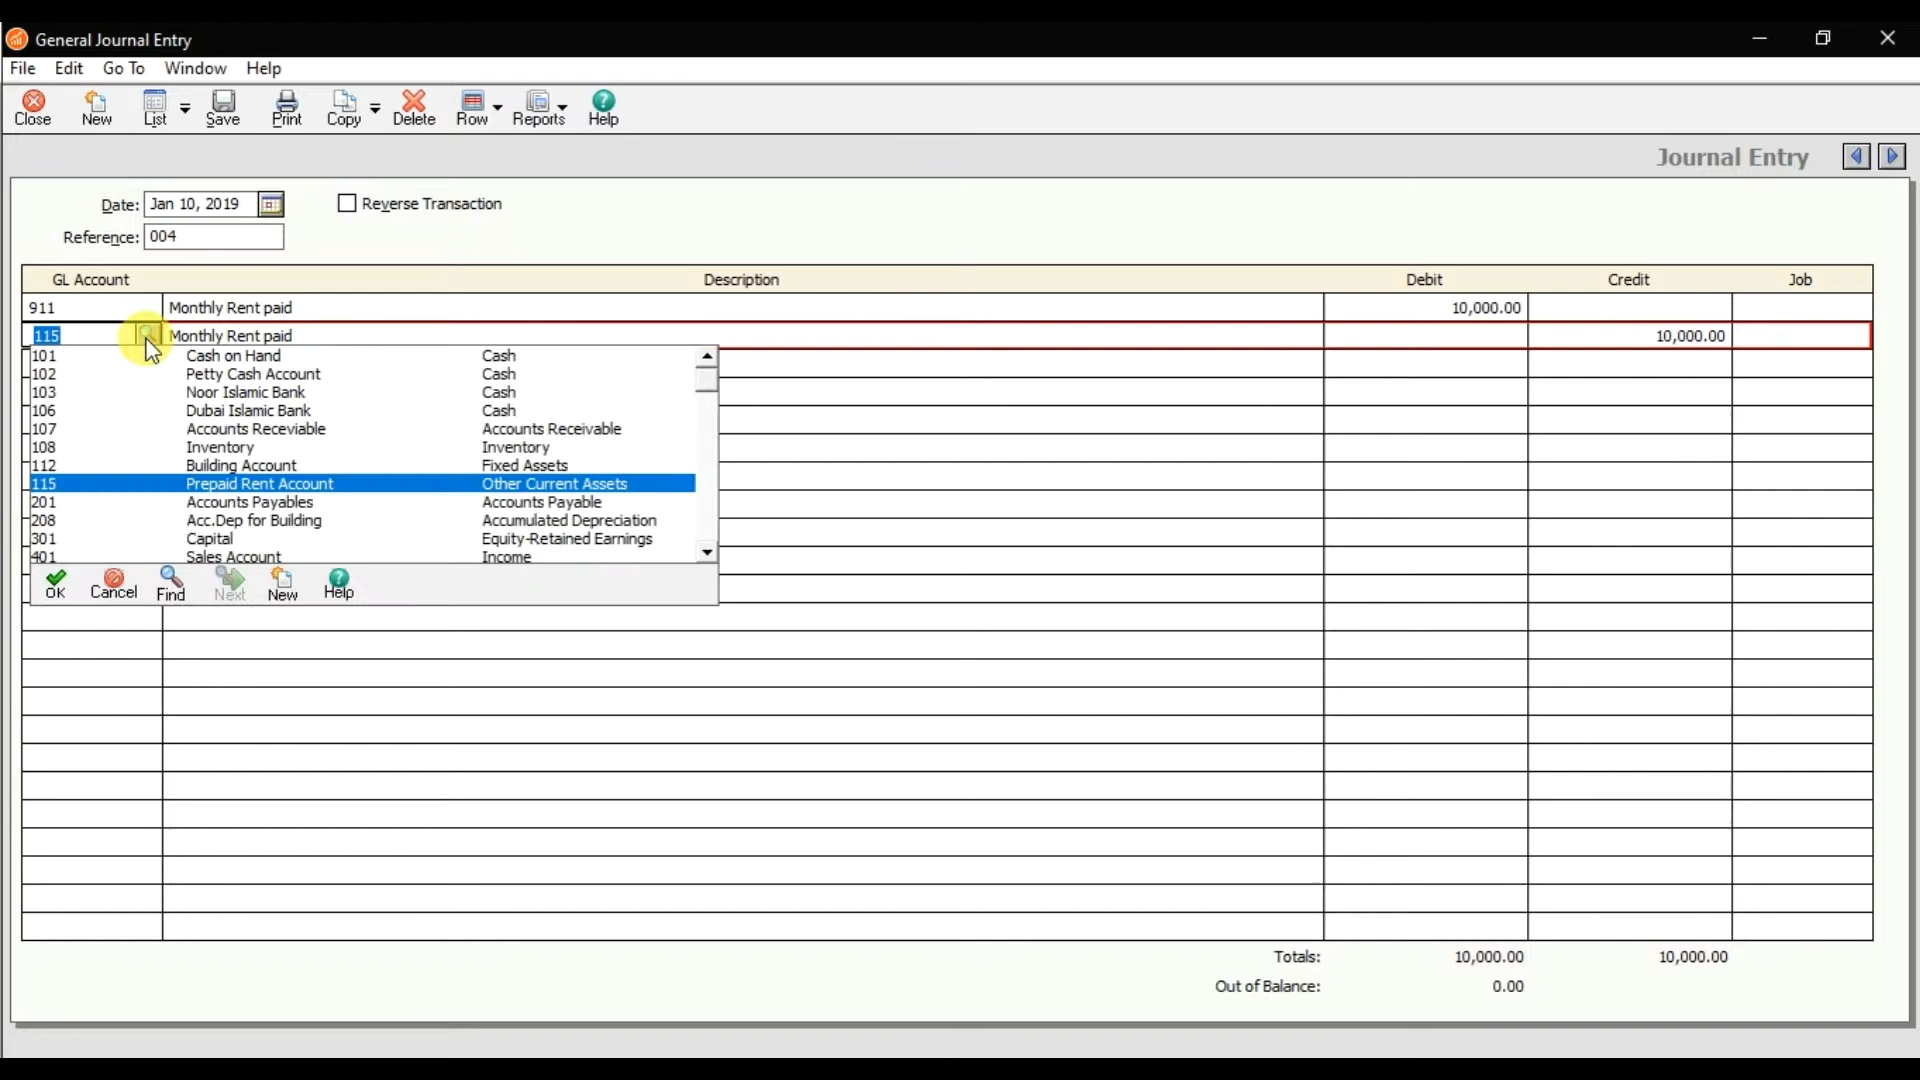 General Journal Entry
File Edit Go To Window Help
Close New List Save Print Copy Delete Row Reports Help
Journal Entry
Date: Jan 10, 2019 Reverse Transaction
Reference: 004
GL Account Description Debit Credit Job
911 Monthly Rent paid 10,000.00
115 Monthly Rent paid 10,000.00
101 Cash on Hand Cash
102 Petty Cash Account Cash
103 Noor Islamic Bank Cash
106 Dubai Islamic Bank Cash
107 Accounts Receviable Accounts Receivable
108 Inventory Inventory
112 Building Account Fixed Assets
115 Prepaid Rent Account Other Current Assets
201 Accounts Payables Accounts Payable
208 Acc.Dep for Building Accumulated Depreciation
301 Capital Equity-Retained Earnings
401 Sales Account Income
OK Cancel Find Next New Help
Totals: 10,000.00 10,000.00
Out of Balance: 0.00